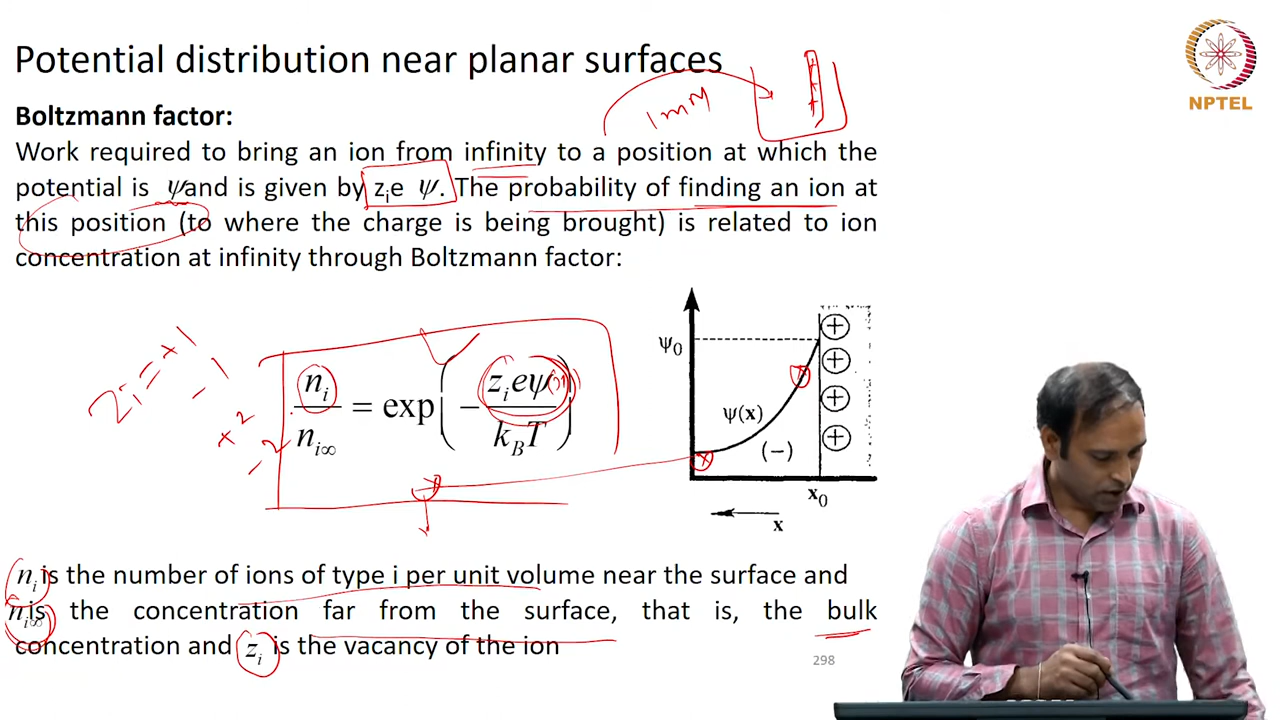 Potential distribution near planar surfaces
NPTEL
Boltzmann factor:
1 mM
Work required to bring an ion from infinity to a position at which the
potential is ψ and is given by zᵢe ψ. The probability of finding an ion at
this position (to where the charge is being brought) is related to ion
concentration at infinity through Boltzmann factor:
zᵢ = +1
-1
+2
-2
nᵢ/nᵢ∞ = exp(− zᵢeψ(x)/k_BT)
ψ₀
ψ(x)
(−)
+
+
+
+
x₀
x
nᵢ is the number of ions of type i per unit volume near the surface and
nᵢ∞ is the concentration far from the surface, that is, the bulk
concentration and zᵢ is the vacancy of the ion
298